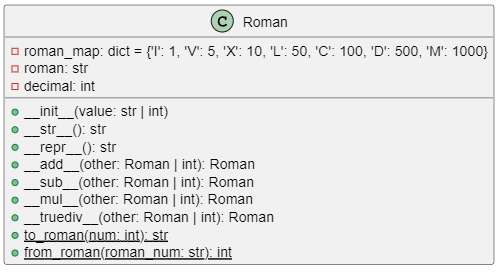 C Roman
roman_map: dict = {'I': 1, 'V': 5, 'X': 10, 'L': 50, 'C': 100, 'D': 500, 'M': 1000}
roman: str
decimal: int
__init__(value: str | int)
__str__(): str
__repr__(): str
__add__(other: Roman | int): Roman
__sub__(other: Roman | int): Roman
__mul__(other: Roman | int): Roman
__truediv__(other: Roman | int): Roman
to_roman(num: int): str
from_roman(roman_num: str): int